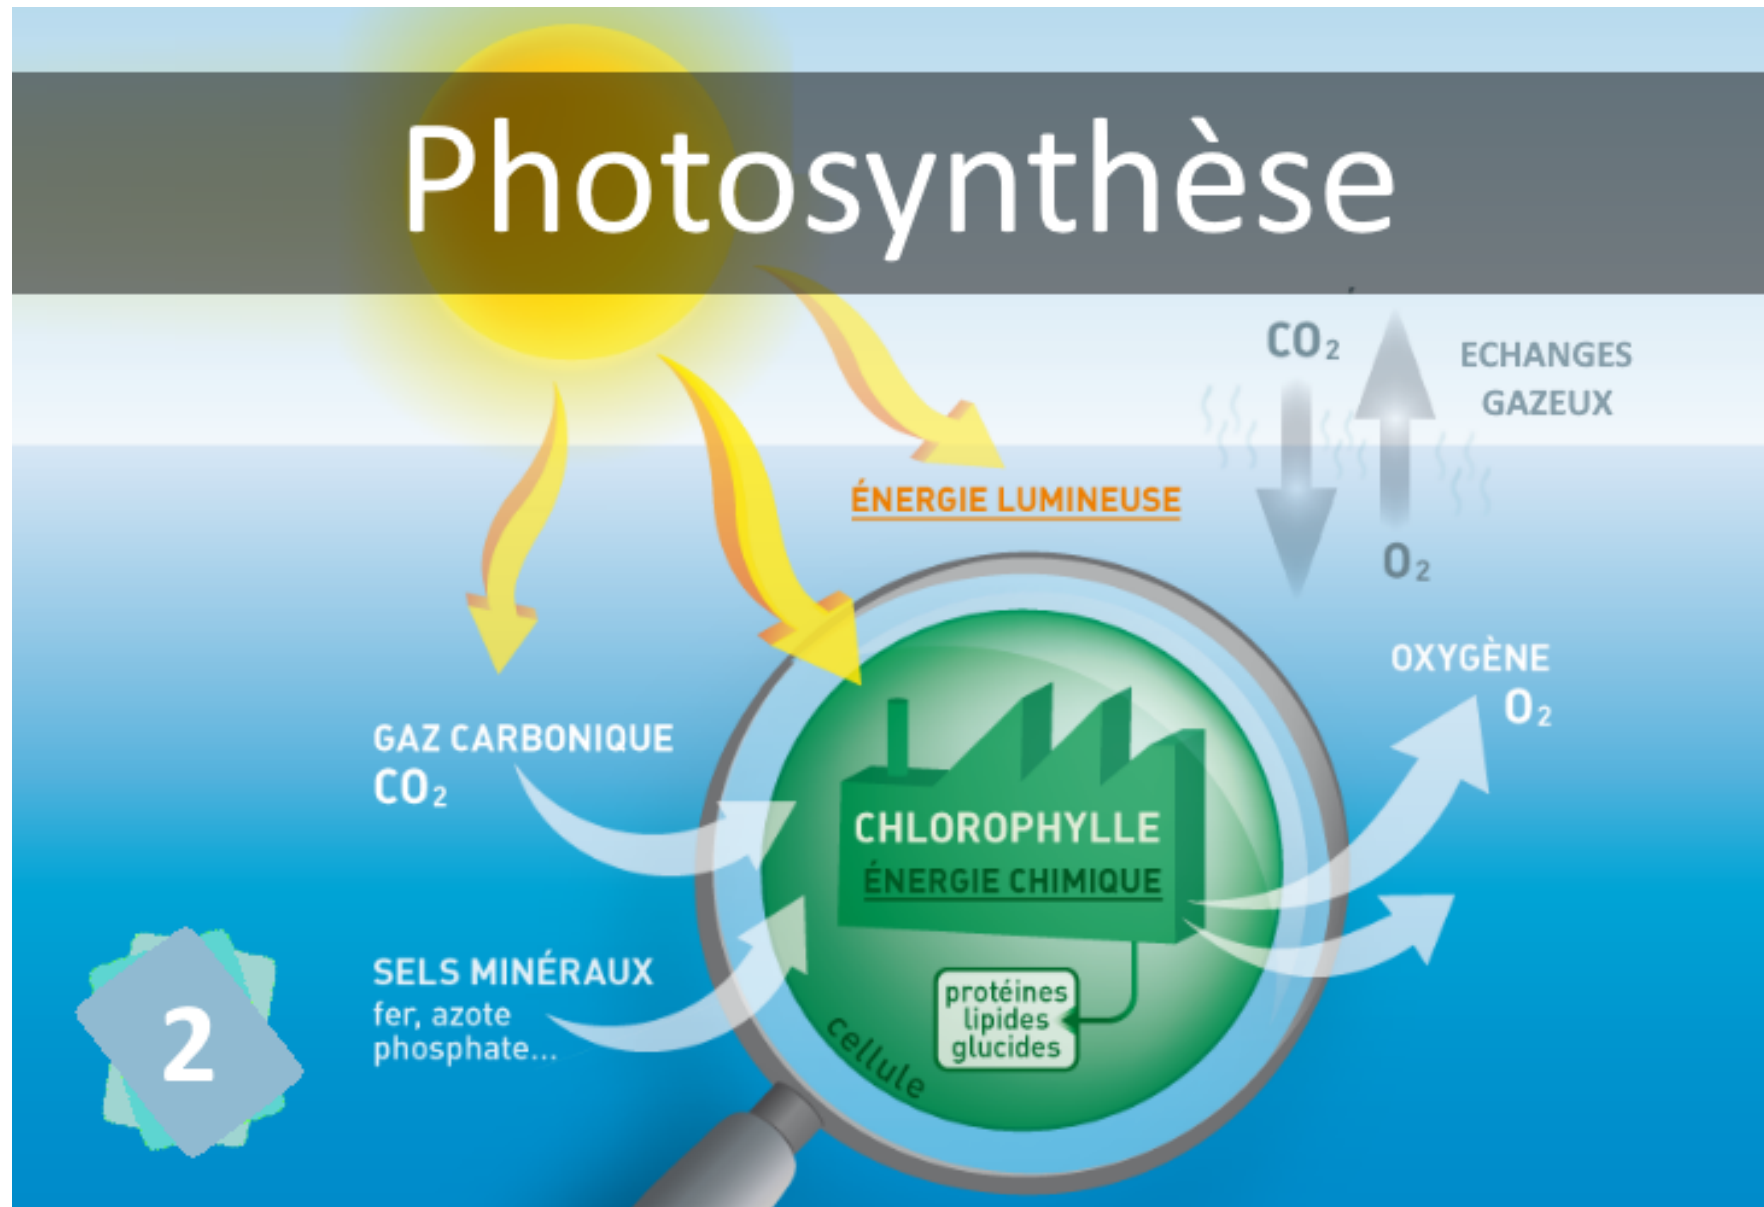 Photosynthèse
CO2
ECHANGES
GAZEUX
ÉNERGIE LUMINEUSE
O2
OXYGÈNE
O2
GAZ CARBONIQUE
CO2
CHLOROPHYLLE
ÉNERGIE CHIMIQUE
SELS MINÉRAUX
fer, azote
phosphate...
protéines
lipides
glucides
cellule
2